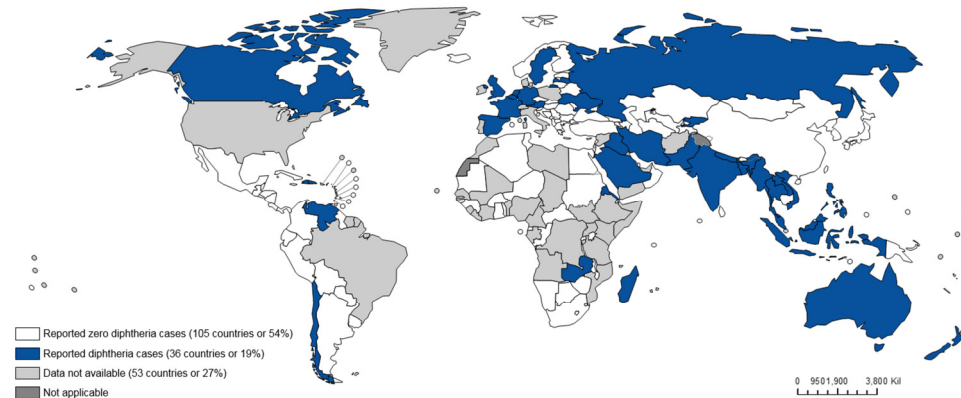 Reported zero diphtheria cases (105 countries or 54%)
Reported diphtheria cases (36 countries or 19%)
Data not available (53 countries or 27%)
Not applicable
0 9501,900 3,800 Kil